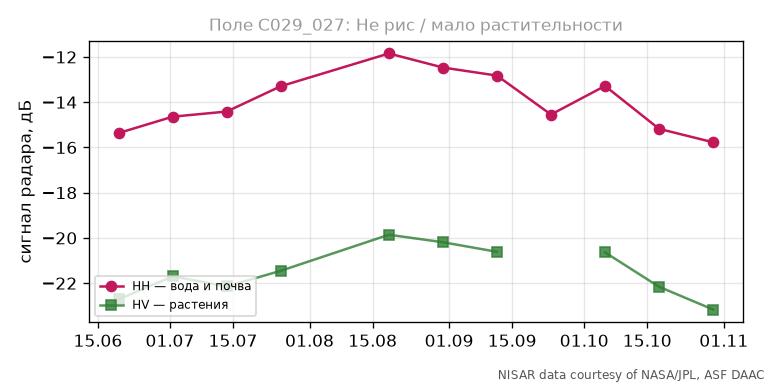 Поле C029_027: Не рис / мало растительности
сигнал радара, дБ
−12
−14
−16
−18
−20
−22
HH — вода и почва
HV — растения
15.06 01.07 15.07 01.08 15.08 01.09 15.09 01.10 15.10 01.11
NISAR data courtesy of NASA/JPL, ASF DAAC